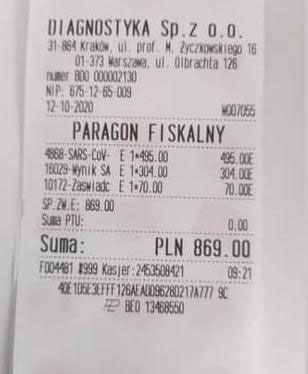 DIAGNOSTYKA Sp.z o.o.
31-864 Kraków, ul. prof. M. Życzkowskiego 16
01-373 Warszawa, ul. Olbrachta 126
numer BDO 000002130
NIP: 675-12-65-009
12-10-2020 W007055
PARAGON FISKALNY
4868-SARS-CoV- E 1*495.00 495.00E
16029-Wynik SA E 1*304.00 304.00E
10172-Zaświadc E 1*70.00 70.00E
SP.ZW.E: 869.00
Suma PTU: 0.00
Suma: PLN 869.00
F004481 #999 Kasjer:2453508421 09:21
40E1D5E3EFFF126AEAD096280217A777 9C
BEO 13468550